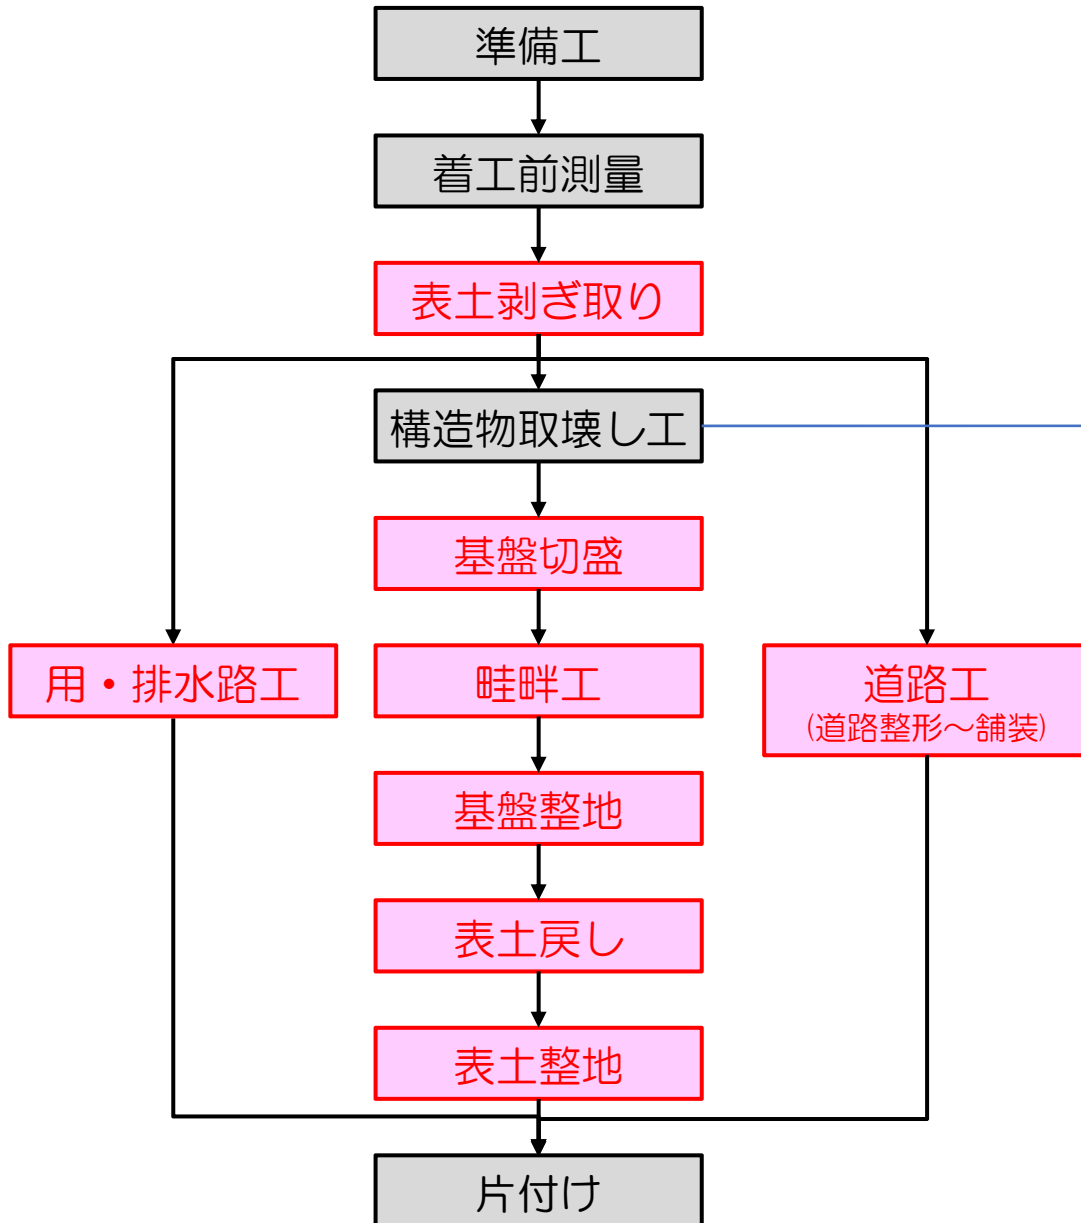 準備工
着工前測量
表土剥ぎ取り
構造物取壊し工
基盤切盛
用・排水路工
畦畔工
道路工
(道路整形～舗装)
基盤整地
表土戻し
表土整地
片付け